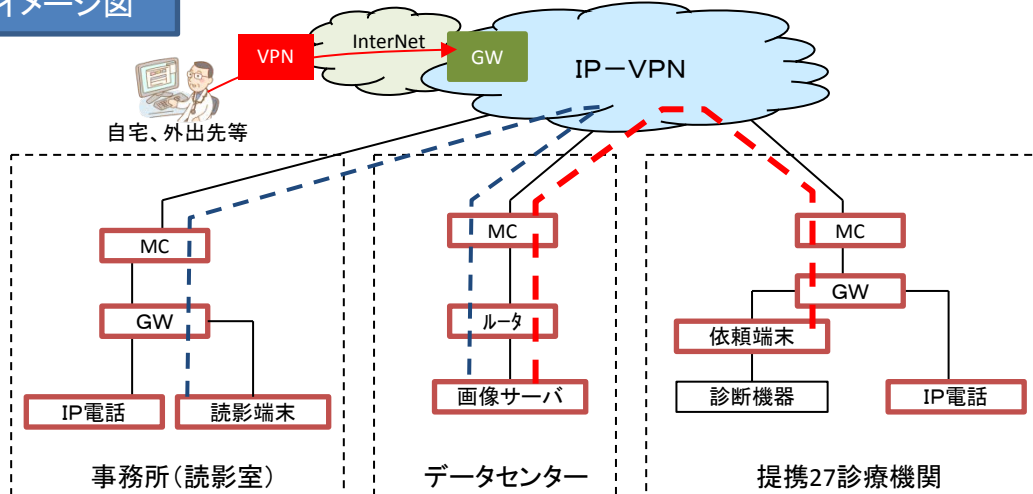 イメージ図
VPN
InterNet
GW
IP－VPN
自宅、外出先等
MC
GW
IP電話
読影端末
事務所（読影室）
MC
ルータ
画像サーバ
データセンター
MC
GW
依頼端末
診断機器
IP電話
提携27診療機関